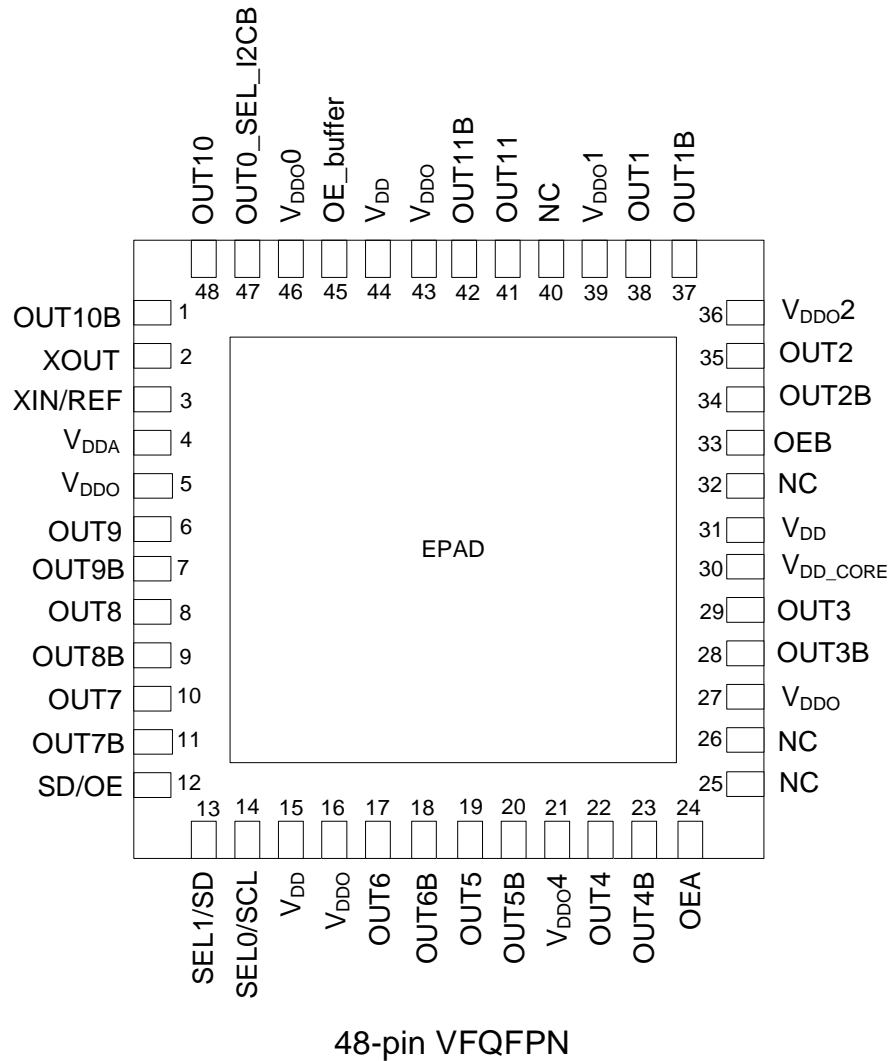 OUT10
OUT0_SEL_I2CB
VDDO0
OE_buffer
VDD
VDDO
OUT11B
OUT11
NC
VDDO1
OUT1
OUT1B
48
47
46
45
44
43
42
41
40
39
38
37
OUT10B 1
XOUT 2
XIN/REF 3
VDDA 4
VDDO 5
OUT9 6
OUT9B 7
OUT8 8
OUT8B 9
OUT7 10
OUT7B 11
SD/OE 12
EPAD
36 VDDO2
35 OUT2
34 OUT2B
33 OEB
32 NC
31 VDD
30 VDD_CORE
29 OUT3
28 OUT3B
27 VDDO
26 NC
25 NC
13
14
15
16
17
18
19
20
21
22
23
24
SEL1/SD
SEL0/SCL
VDD
VDDO
OUT6
OUT6B
OUT5
OUT5B
VDDO4
OUT4
OUT4B
OEA
48-pin VFQFPN